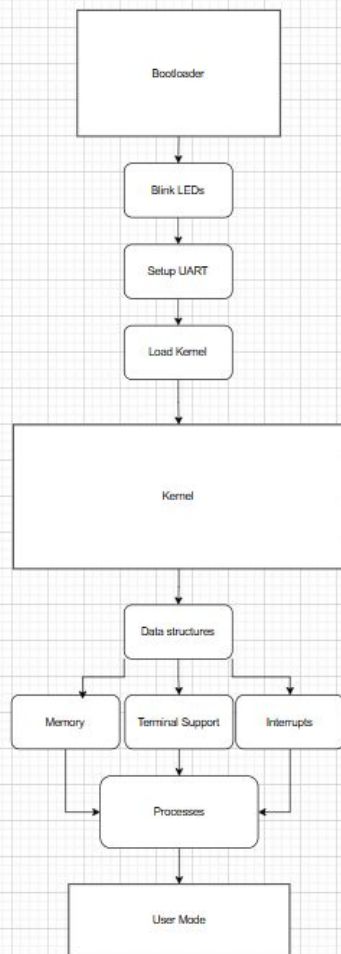 Bootloader
Blink LEDs
Setup UART
Load Kernel
Kernel
Data structures
Memory
Terminal Support
Interrupts
Processes
User Mode